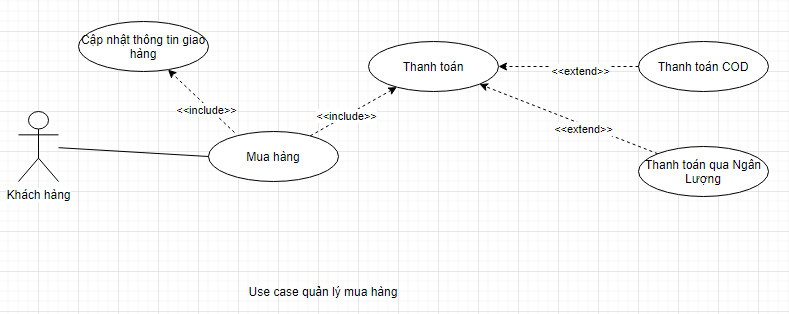 Cập nhật thông tin giao
hàng
Thanh toán
<<extend>>
Thanh toán COD
<<include>>
<<include>>
<<extend>>
Mua hàng
Thanh toán qua Ngân
Lượng
Khách hàng
Use case quản lý mua hàng